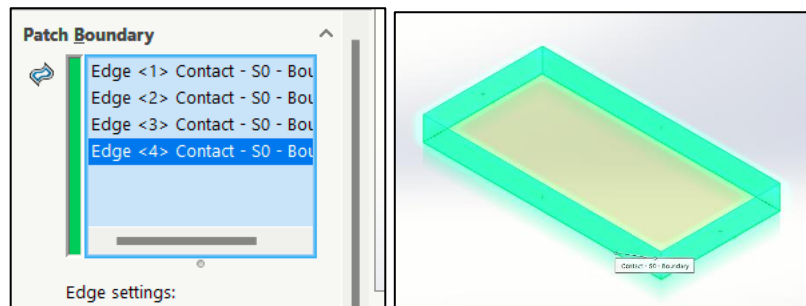 Patch Boundary
Edge <1> Contact - S0 - Bou
Edge <2> Contact - S0 - Bou
Edge <3> Contact - S0 - Bou
Edge <4> Contact - S0 - Bou
Edge settings:
Contact - S0 - Boundary